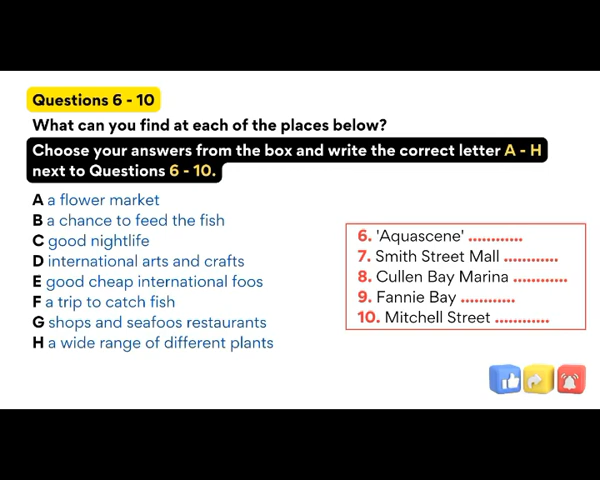 Questions 6 - 10
What can you find at each of the places below?
Choose your answers from the box and write the correct letter A - H
next to Questions 6 - 10.
A a flower market
B a chance to feed the fish
C good nightlife
D international arts and crafts
E good cheap international foos
F a trip to catch fish
G shops and seafoos restaurants
H a wide range of different plants
6. 'Aquascene' ............
7. Smith Street Mall ............
8. Cullen Bay Marina ............
9. Fannie Bay ............
10. Mitchell Street ............